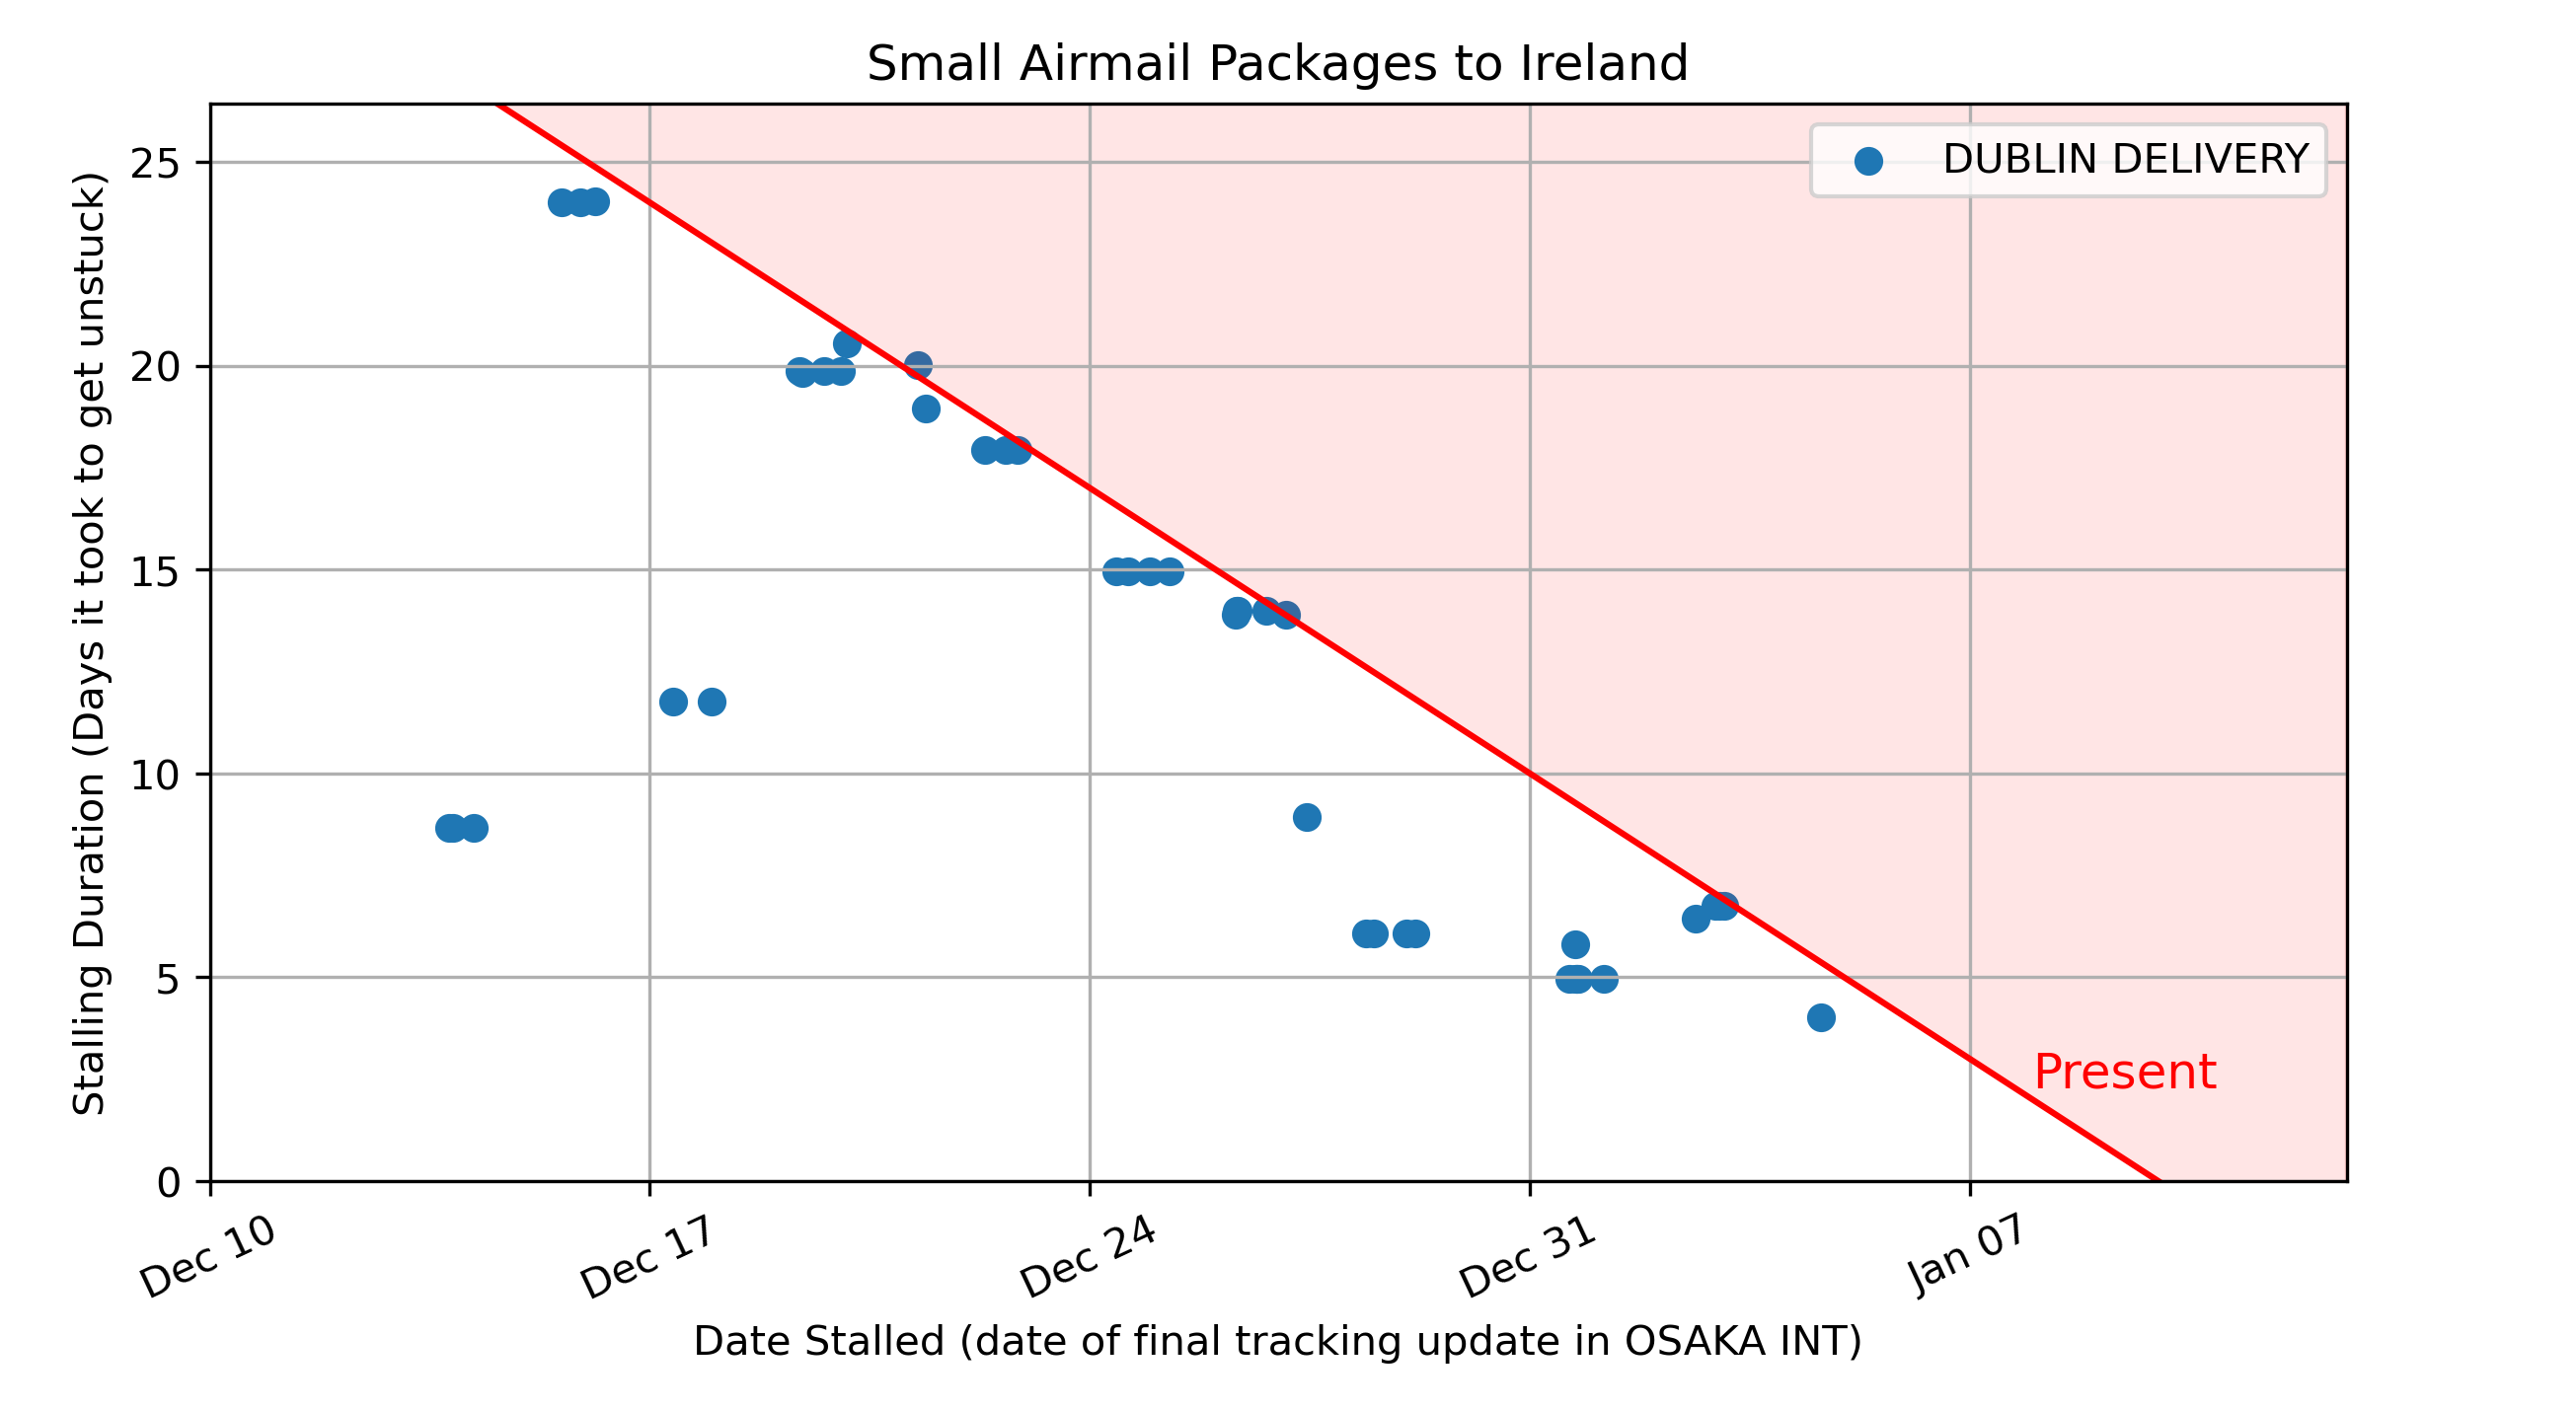 Small Airmail Packages to Ireland
DUBLIN DELIVERY
Stalling Duration (Days it took to get unstuck)
25
20
15
10
5
0
Present
Dec 10
Dec 17
Dec 24
Dec 31
Jan 07
Date Stalled (date of final tracking update in OSAKA INT)